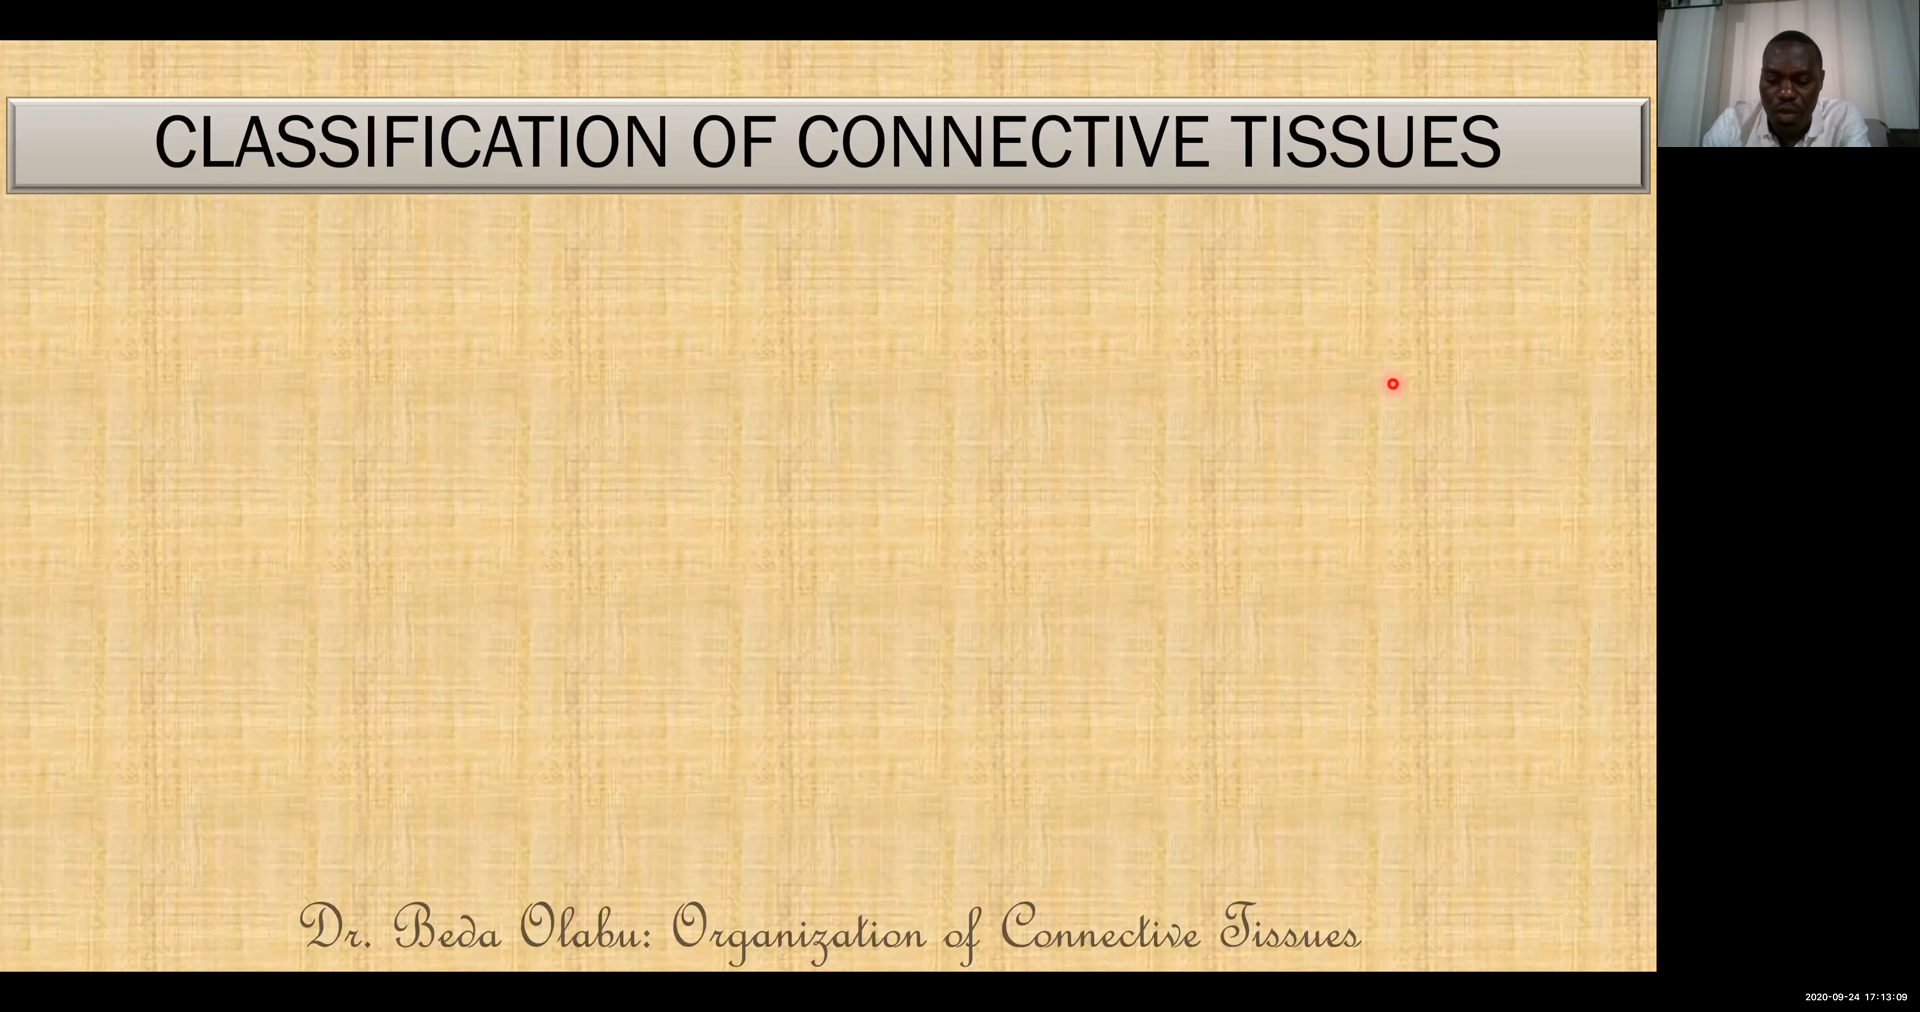 CLASSIFICATION OF CONNECTIVE TISSUES
Dr. Beda Olabu: Organization of Connective Tissues
2020-09-24 17:13:09